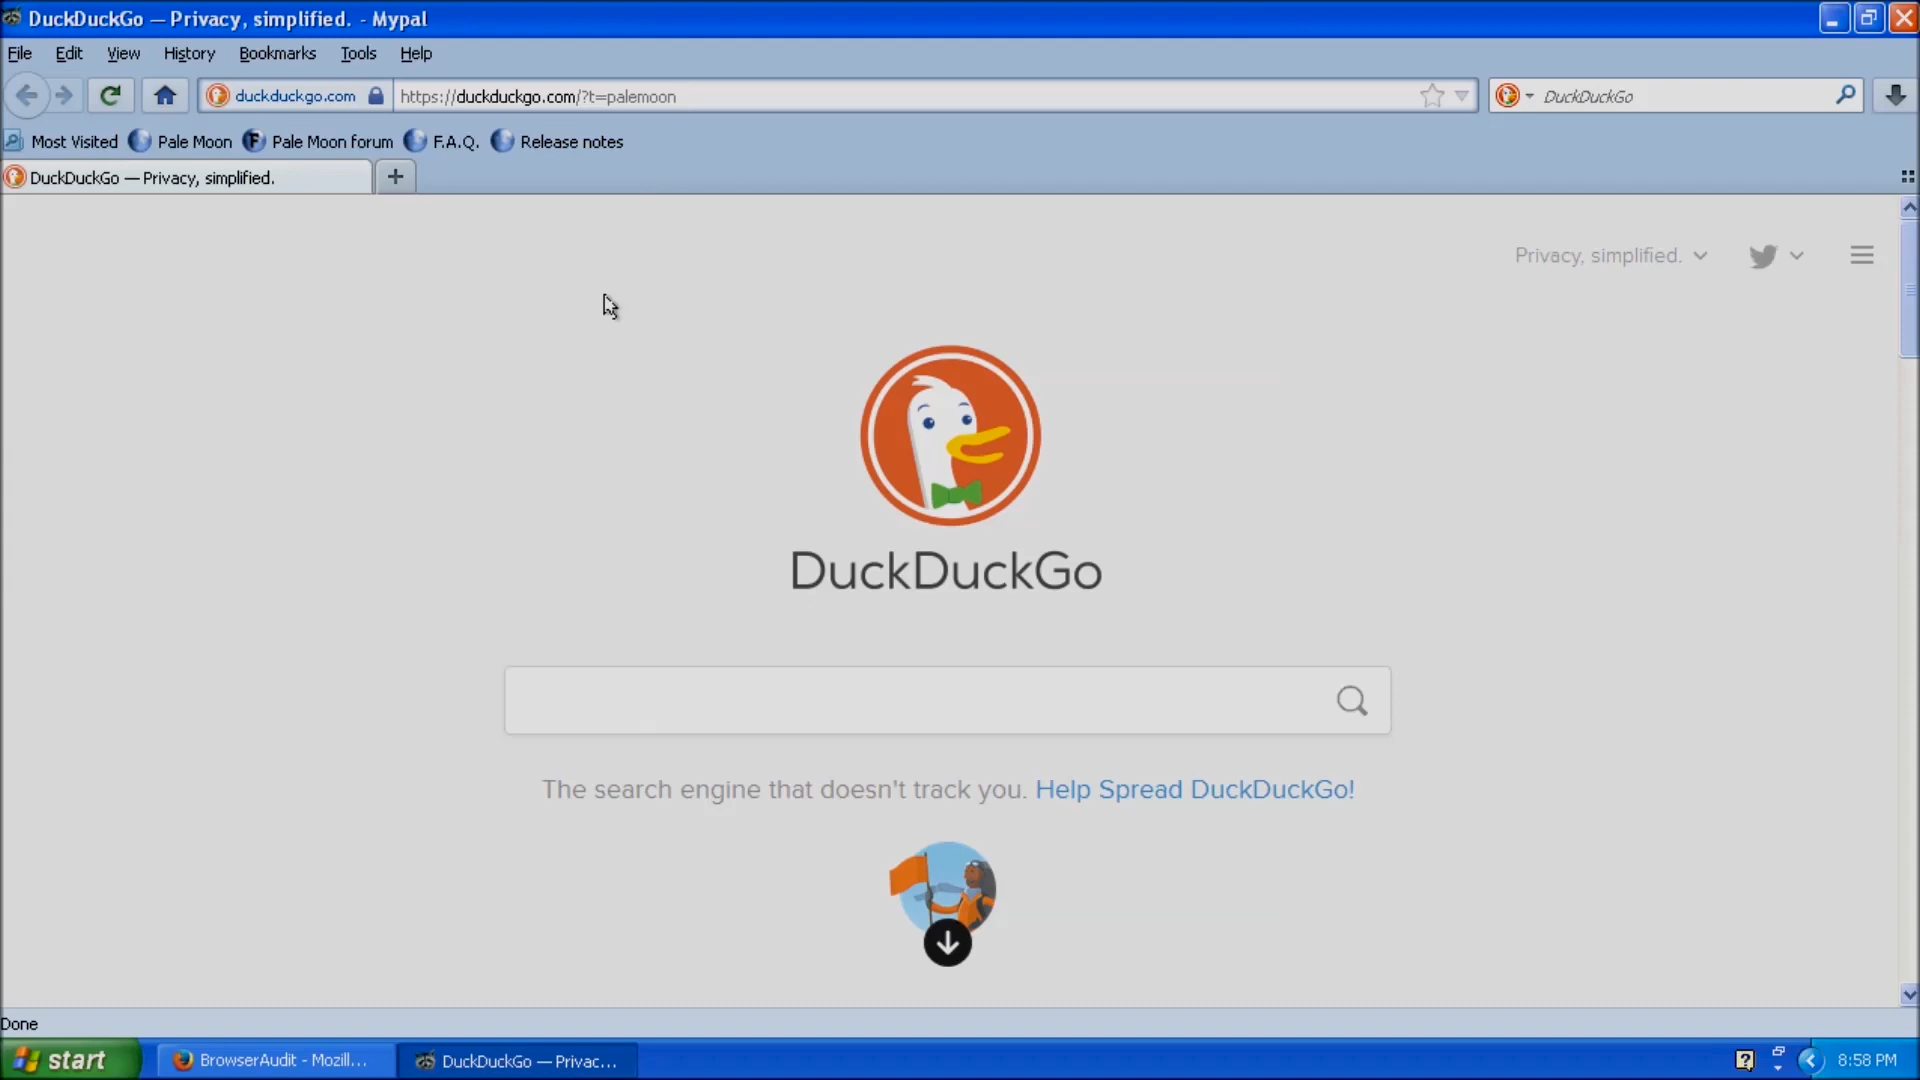 DuckDuckGo — Privacy, simplified. - Mypal
File Edit View History Bookmarks Tools Help
duckduckgo.com https://duckduckgo.com/?t=palemoon DuckDuckGo
Most Visited Pale Moon Pale Moon forum F.A.Q. Release notes
DuckDuckGo — Privacy, simplified.
Privacy, simplified.
DuckDuckGo
The search engine that doesn't track you. Help Spread DuckDuckGo!
Done
start BrowserAudit - Mozill... DuckDuckGo — Privac... 8:58 PM